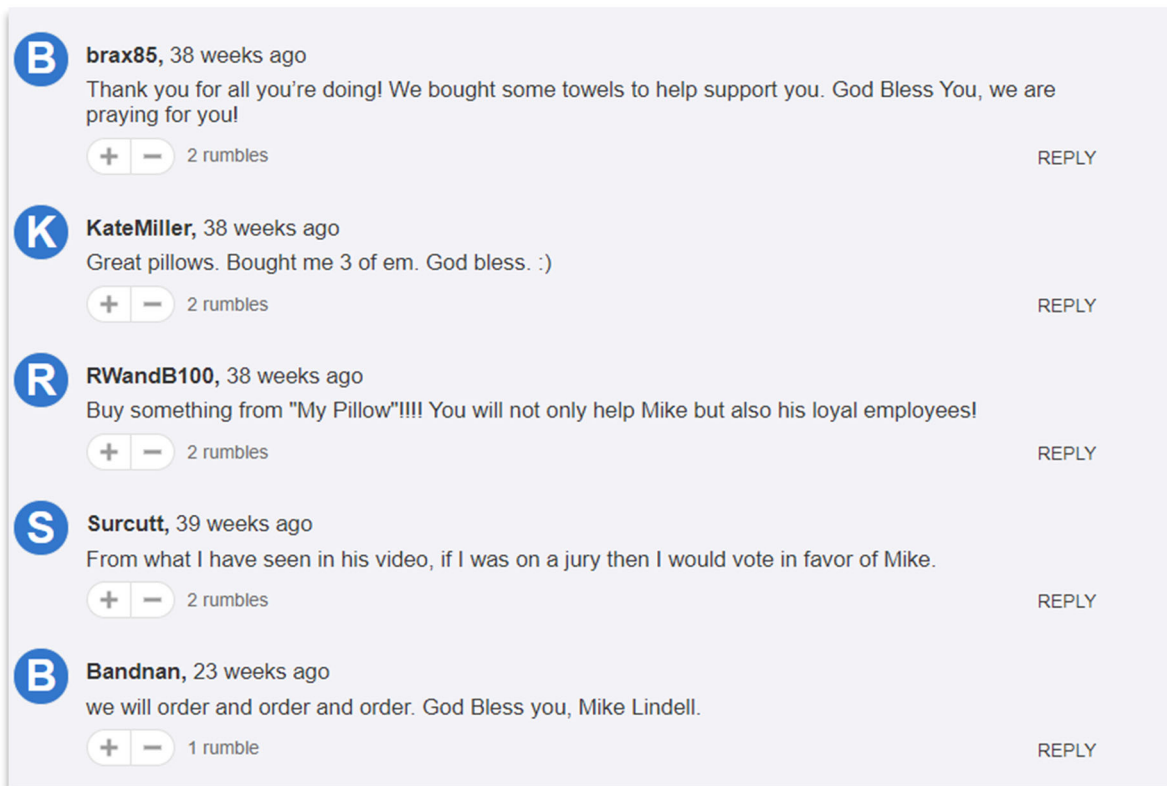 B
brax85, 38 weeks ago
Thank you for all you’re doing! We bought some towels to help support you. God Bless You, we are
praying for you!
+ − 2 rumbles REPLY
K
KateMiller, 38 weeks ago
Great pillows. Bought me 3 of em. God bless. :)
+ − 2 rumbles REPLY
R
RWandB100, 38 weeks ago
Buy something from "My Pillow"!!!! You will not only help Mike but also his loyal employees!
+ − 2 rumbles REPLY
S
Surcutt, 39 weeks ago
From what I have seen in his video, if I was on a jury then I would vote in favor of Mike.
+ − 2 rumbles REPLY
B
Bandnan, 23 weeks ago
we will order and order and order. God Bless you, Mike Lindell.
+ − 1 rumble REPLY